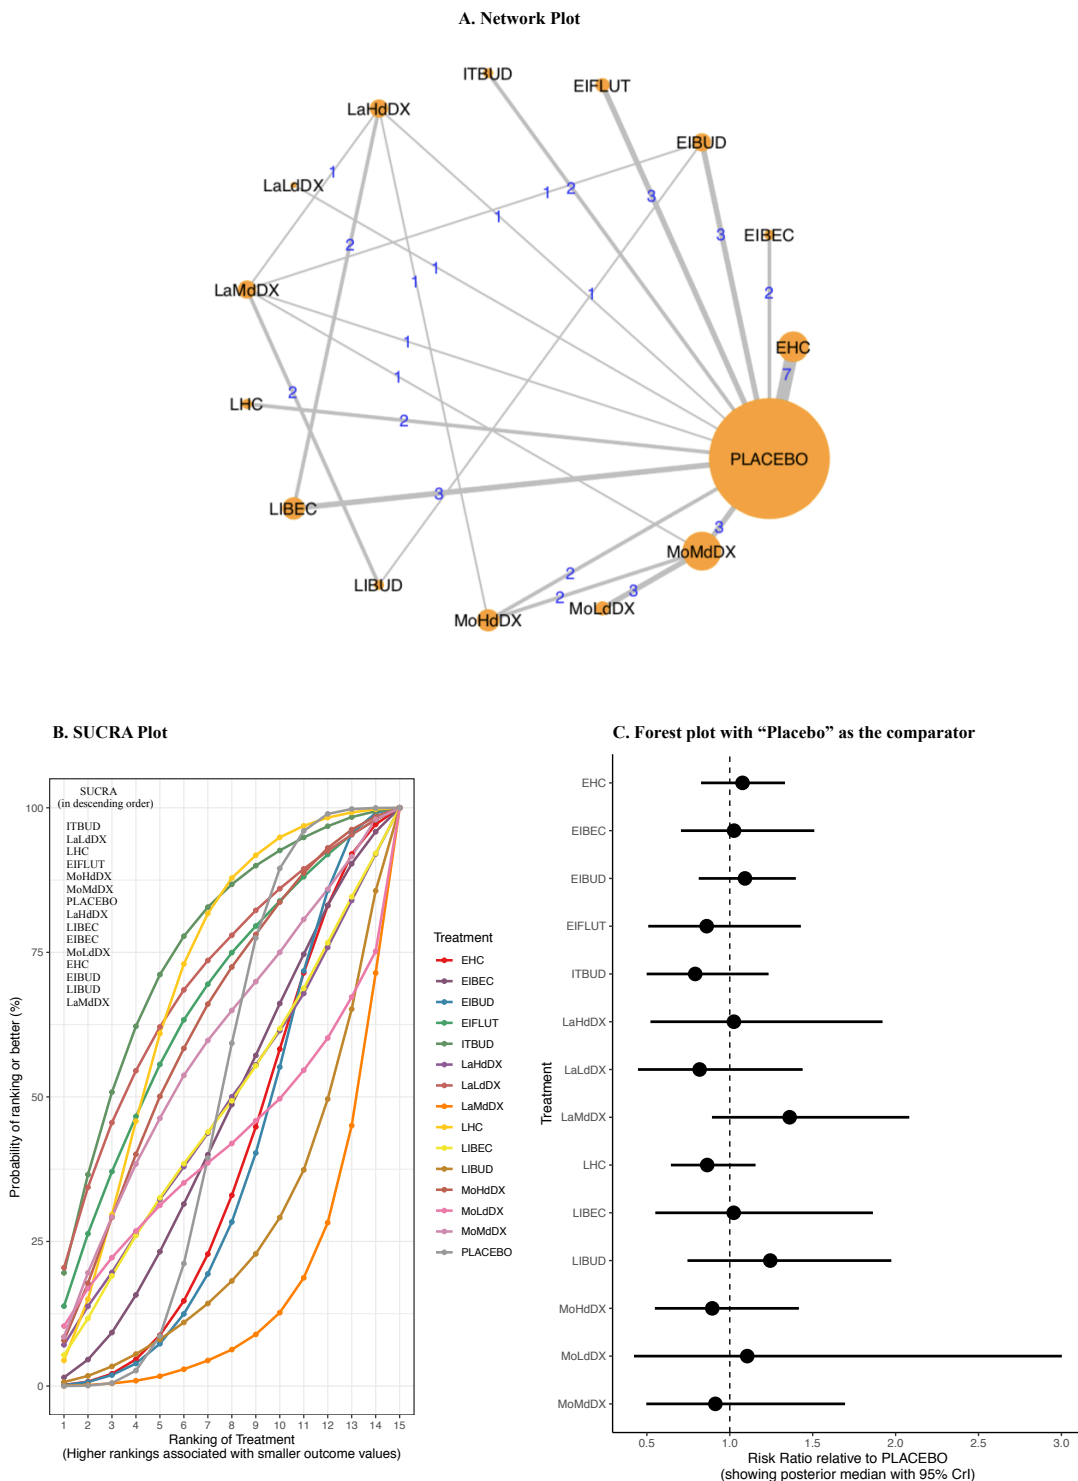 A. Network Plot
ITBUD
EIFLUT
LaHdDX
EIBUD
1
LaLdDX
1
2
3
1
3
EIBEC
2
1
1
LaMdDX
1
2
EHC
1
7
1
2
LHC
2
PLACEBO
3
LIBEC
3
MoMdDX
2
LIBUD
2
3
MoHdDX
MoLdDX
B. SUCRA Plot
SUCRA
(in descending order)
ITBUD
LaLdDX
LHC
EIFLUT
MoHdDX
MoMdDX
PLACEBO
LaHdDX
LIBEC
EIBEC
MoLdDX
EHC
EIBUD
LIBUD
LaMdDX
100
75
50
25
0
Probability of ranking or better (%)
1 2 3 4 5 6 7 8 9 10 11 12 13 14 15
Ranking of Treatment
(Higher rankings associated with smaller outcome values)
Treatment
EHC
EIBEC
EIBUD
EIFLUT
ITBUD
LaHdDX
LaLdDX
LaMdDX
LHC
LIBEC
LIBUD
MoHdDX
MoLdDX
MoMdDX
PLACEBO
C. Forest plot with “Placebo” as the comparator
EHC
EIBEC
EIBUD
EIFLUT
ITBUD
LaHdDX
LaLdDX
LaMdDX
LHC
LIBEC
LIBUD
MoHdDX
MoLdDX
MoMdDX
Treatment
0.5 1.0 1.5 2.0 2.5 3.0
Risk Ratio relative to PLACEBO
(showing posterior median with 95% CrI)